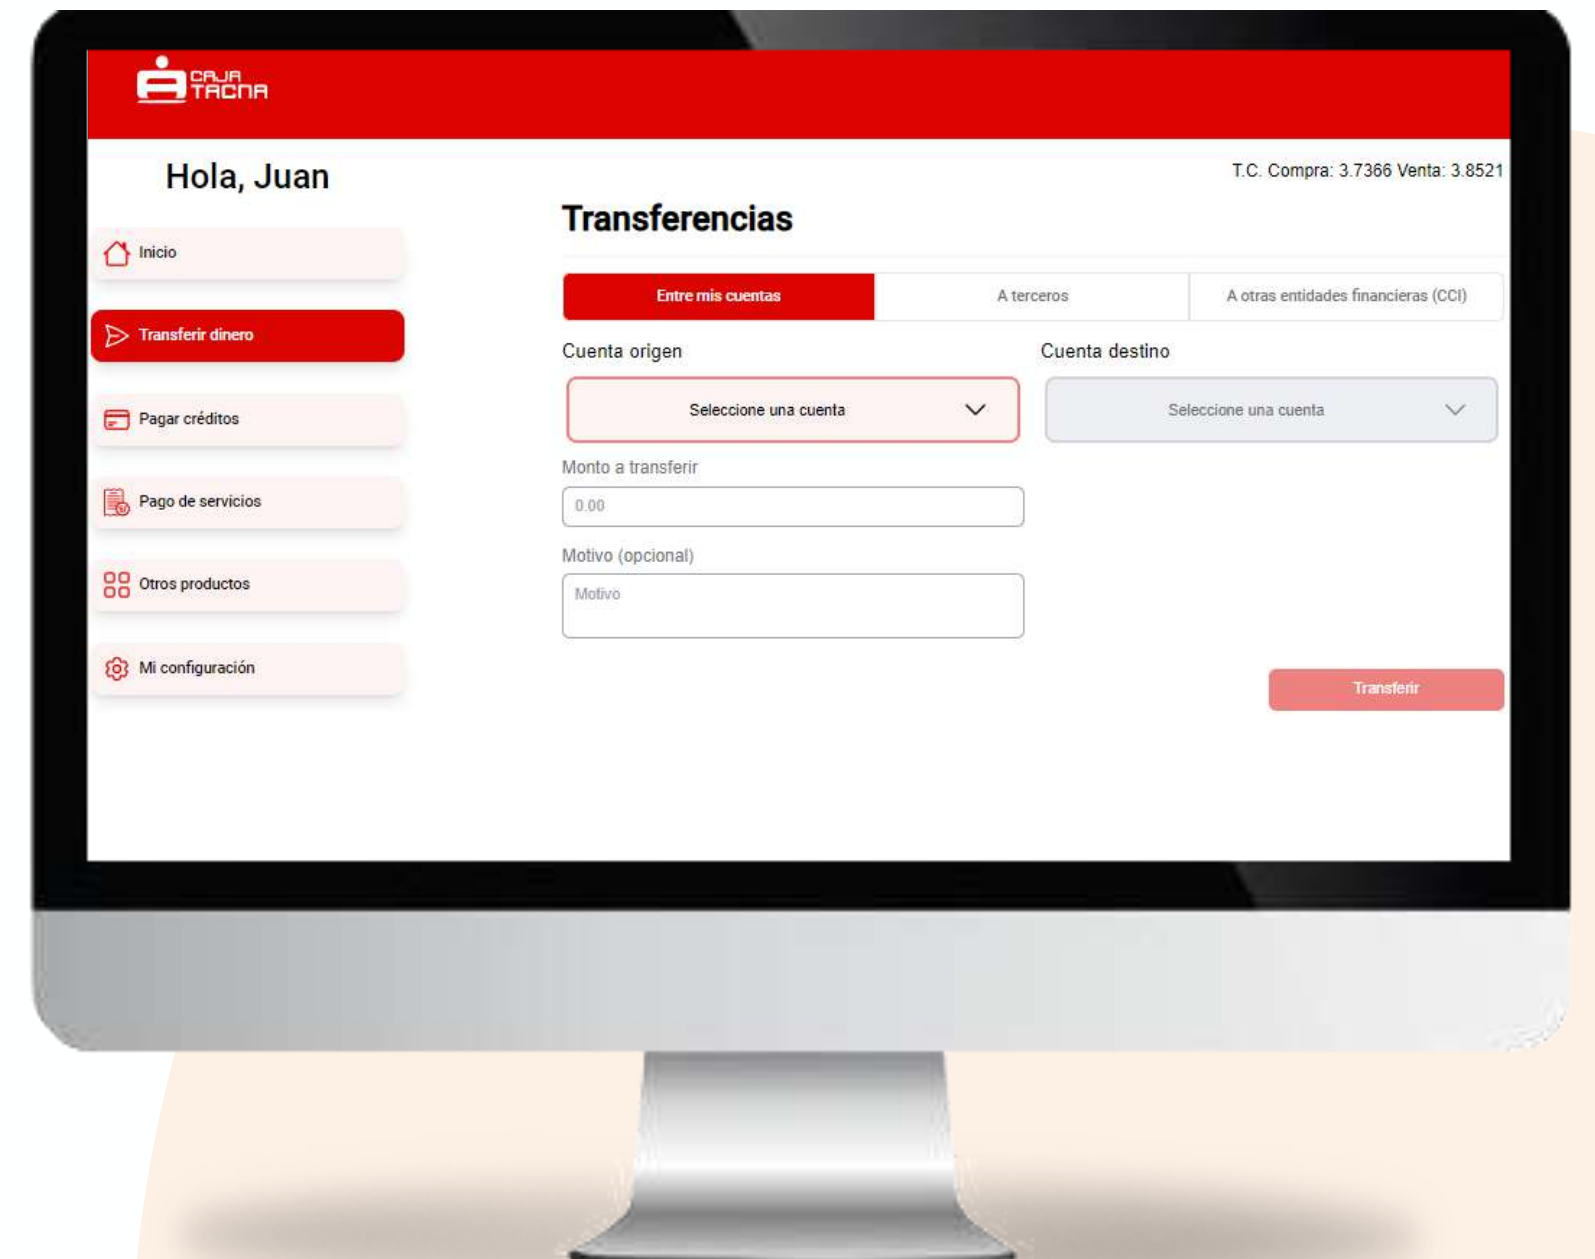 CAJA
TACNA
Hola, Juan
T.C. Compra: 3.7366 Venta: 3.8521
Transferencias
Inicio
Entre mis cuentas
A terceros
A otras entidades financieras (CCI)
Transferir dinero
Cuenta origen
Cuenta destino
Seleccione una cuenta
Seleccione una cuenta
Pagar créditos
Monto a transferir
0.00
Pago de servicios
Motivo (opcional)
Motivo
Otros productos
Mi configuración
Transferir